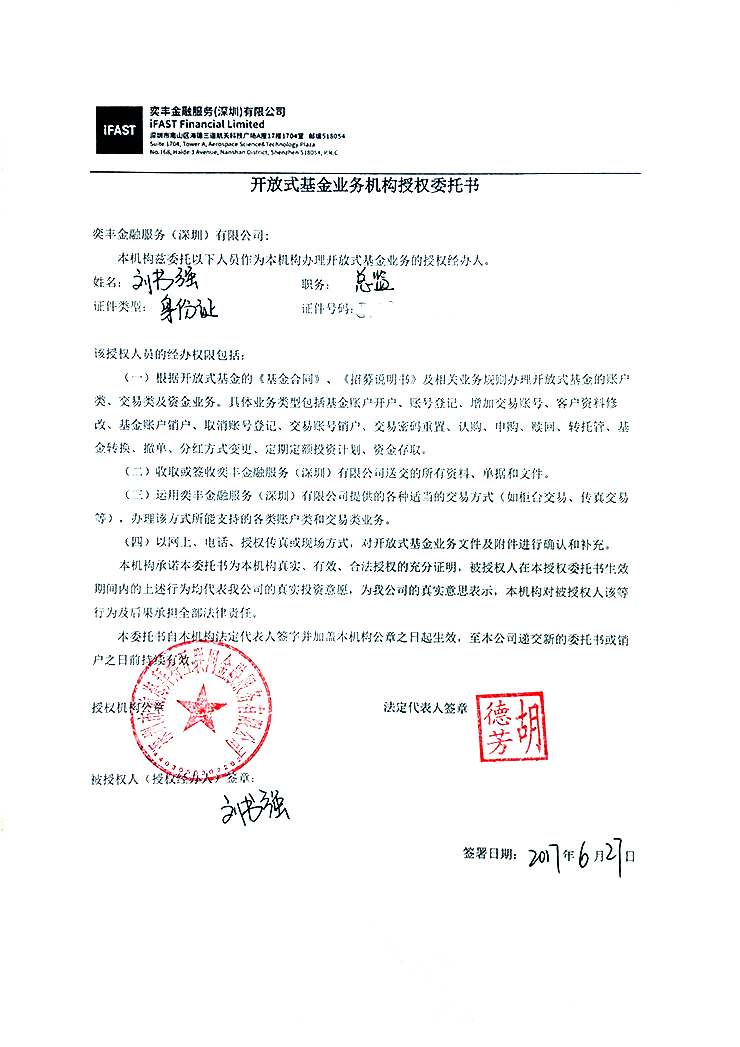 iFAST
奕丰金融服务(深圳)有限公司
iFAST Financial Limited
深圳市南山区海德三道航天科技广场A座17楼1704室 邮编518054
Suite 1704, Tower A, Aerospace Science&Technology Plaza
No.168, Haide 3 Avenue, Nanshan District, Shenzhen 518054, P.R.C
开放式基金业务机构授权委托书
奕丰金融服务（深圳）有限公司：
本机构兹委托以下人员作为本机构办理开放式基金业务的授权经办人。
姓名：刘书强 职务：总监
证件类型：身份证 证件号码：
该授权人员的经办权限包括：
（一）根据开放式基金的《基金合同》、《招募说明书》及相关业务规则办理开放式基金的账户
类、交易类及资金业务。具体业务类型包括基金账户开户、账号登记、增加交易账号、客户资料修
改、基金账户销户、取消账号登记、交易账号销户、交易密码重置、认购、申购、赎回、转托管、基
金转换、撤单、分红方式变更、定期定额投资计划、资金存取。
（二）收取或签收奕丰金融服务（深圳）有限公司送交的所有资料、单据和文件。
（三）运用奕丰金融服务（深圳）有限公司提供的各种适当的交易方式（如柜台交易、传真交易
等），办理该方式所能支持的各类账户类和交易类业务。
（四）以网上、电话、授权传真或现场方式，对开放式基金业务文件及附件进行确认和补充。
本机构承诺本委托书为本机构真实、有效、合法授权的充分证明，被授权人在本授权委托书生效
期间内的上述行为均代表我公司的真实投资意愿，为我公司的真实意思表示，本机构对被授权人该等
行为及后果承担全部法律责任。
本委托书自本机构法定代表人签字并加盖本机构公章之日起生效，至本公司递交新的委托书或销
户之日前持续有效。
授权机构公章 法定代表人签章 胡德芳
被授权人（授权经办人）签章：
刘书强
签署日期：2017年6月27日